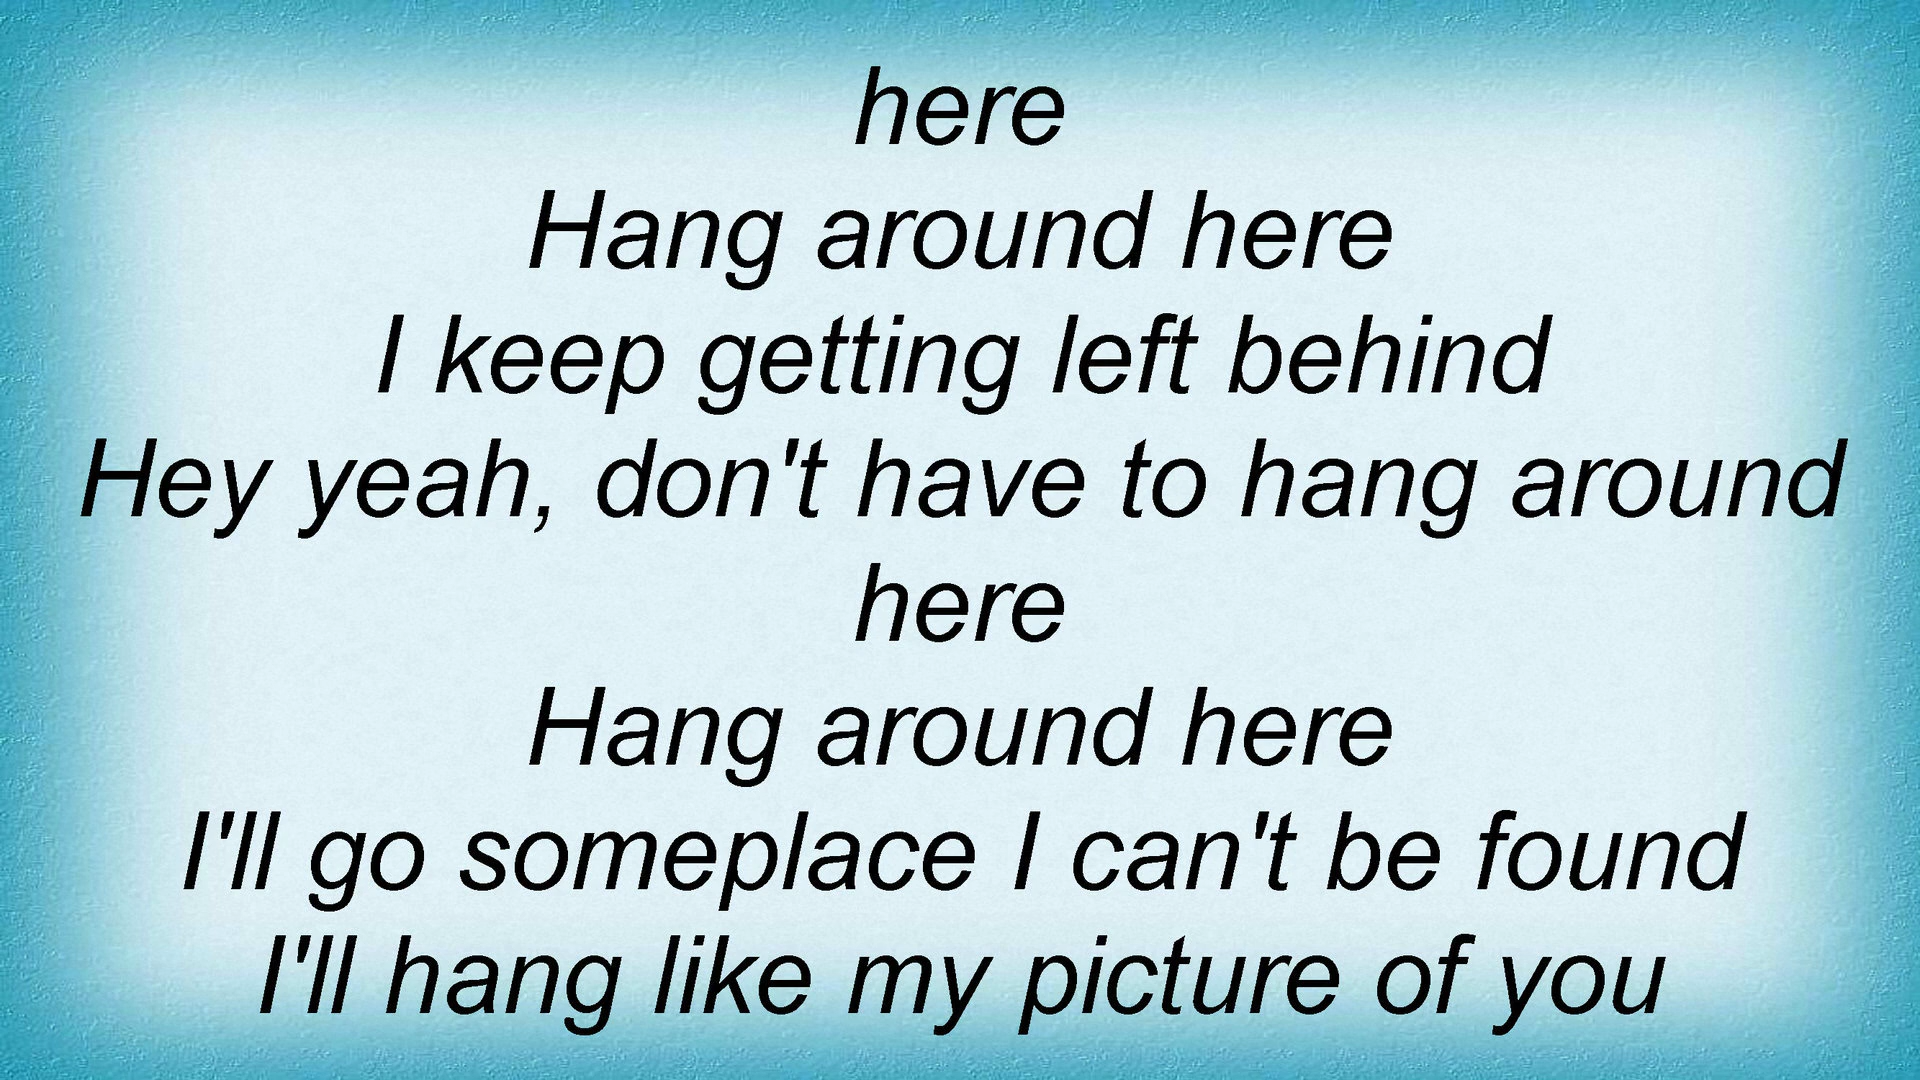 here
Hang around here
I keep getting left behind
Hey yeah, don't have to hang around
here
Hang around here
I'll go someplace I can't be found
I'll hang like my picture of you